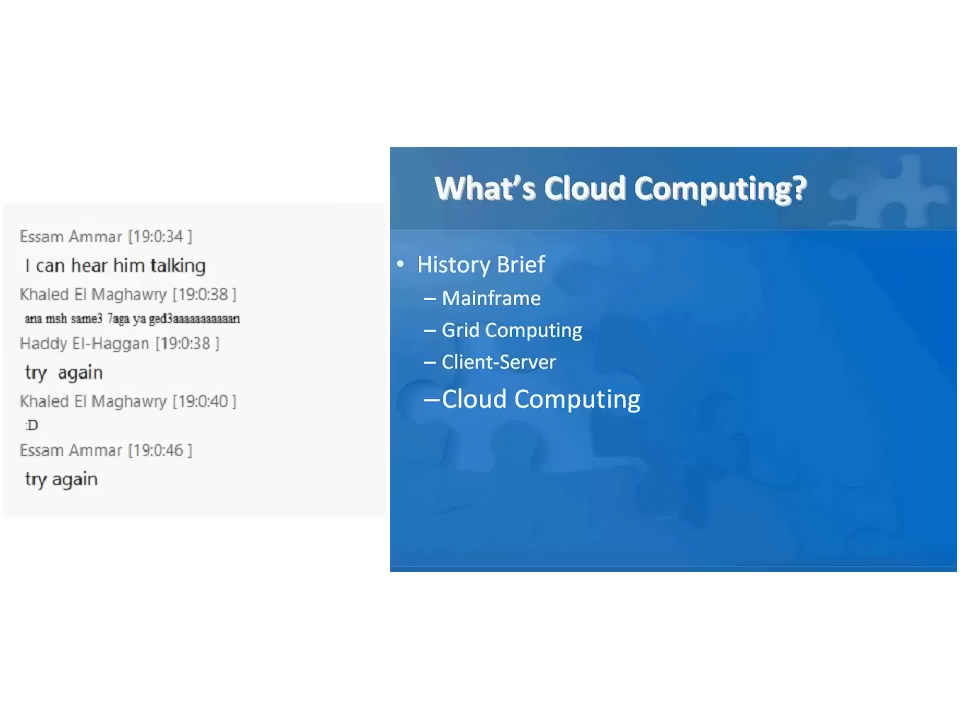 Essam Ammar [19:0:34 ]
I can hear him talking
Khaled El Maghawry [19:0:38 ]
ana msh same3 7aga ya ged3aaaaaaaaaaan
Haddy El-Haggan [19:0:38 ]
try again
Khaled El Maghawry [19:0:40 ]
:D
Essam Ammar [19:0:46 ]
try again
What's Cloud Computing?
• History Brief
– Mainframe
– Grid Computing
– Client-Server
–Cloud Computing